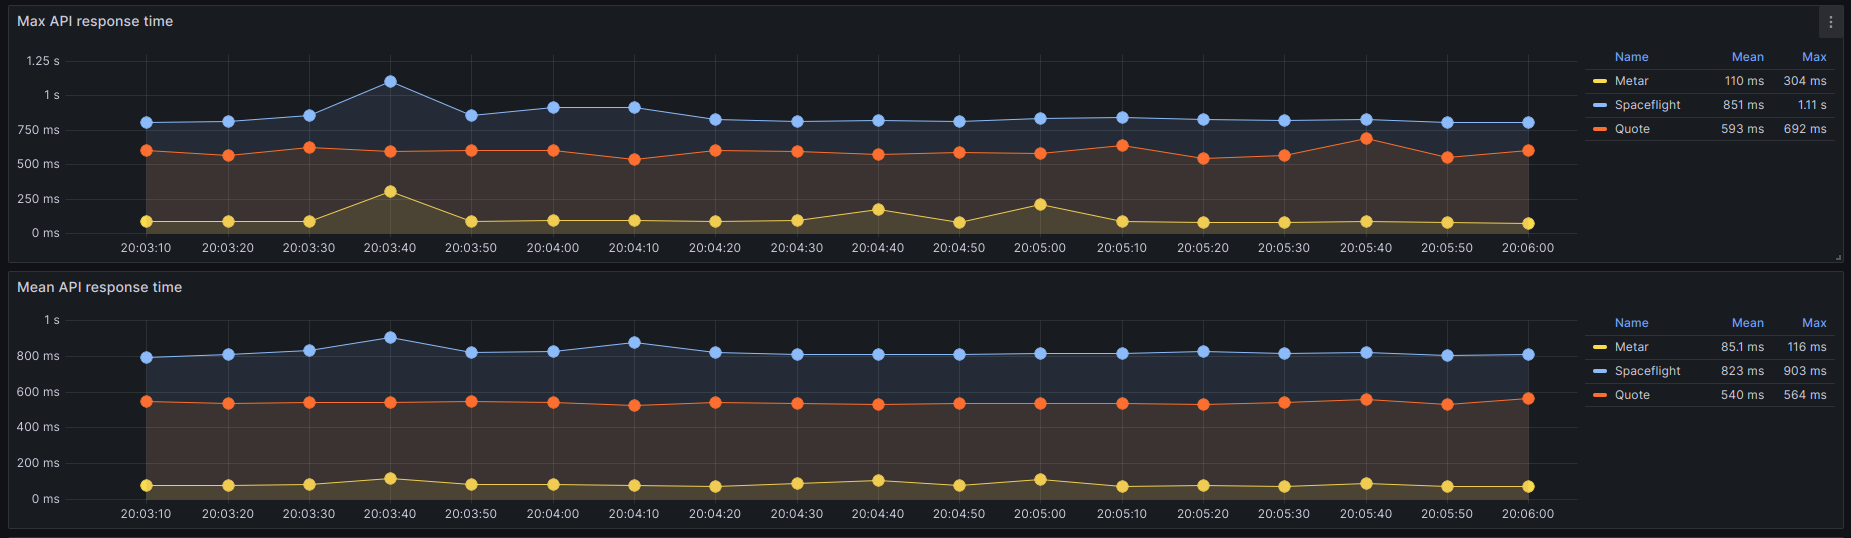 Max API response time
1.25 s
1 s
750 ms
500 ms
250 ms
0 ms
20:03:10 20:03:20 20:03:30 20:03:40 20:03:50 20:04:00 20:04:10 20:04:20 20:04:30 20:04:40 20:04:50 20:05:00 20:05:10 20:05:20 20:05:30 20:05:40 20:05:50 20:06:00
Name Mean Max
Metar 110 ms 304 ms
Spaceflight 851 ms 1.11 s
Quote 593 ms 692 ms
Mean API response time
1 s
800 ms
600 ms
400 ms
200 ms
0 ms
20:03:10 20:03:20 20:03:30 20:03:40 20:03:50 20:04:00 20:04:10 20:04:20 20:04:30 20:04:40 20:04:50 20:05:00 20:05:10 20:05:20 20:05:30 20:05:40 20:05:50 20:06:00
Name Mean Max
Metar 85.1 ms 116 ms
Spaceflight 823 ms 903 ms
Quote 540 ms 564 ms